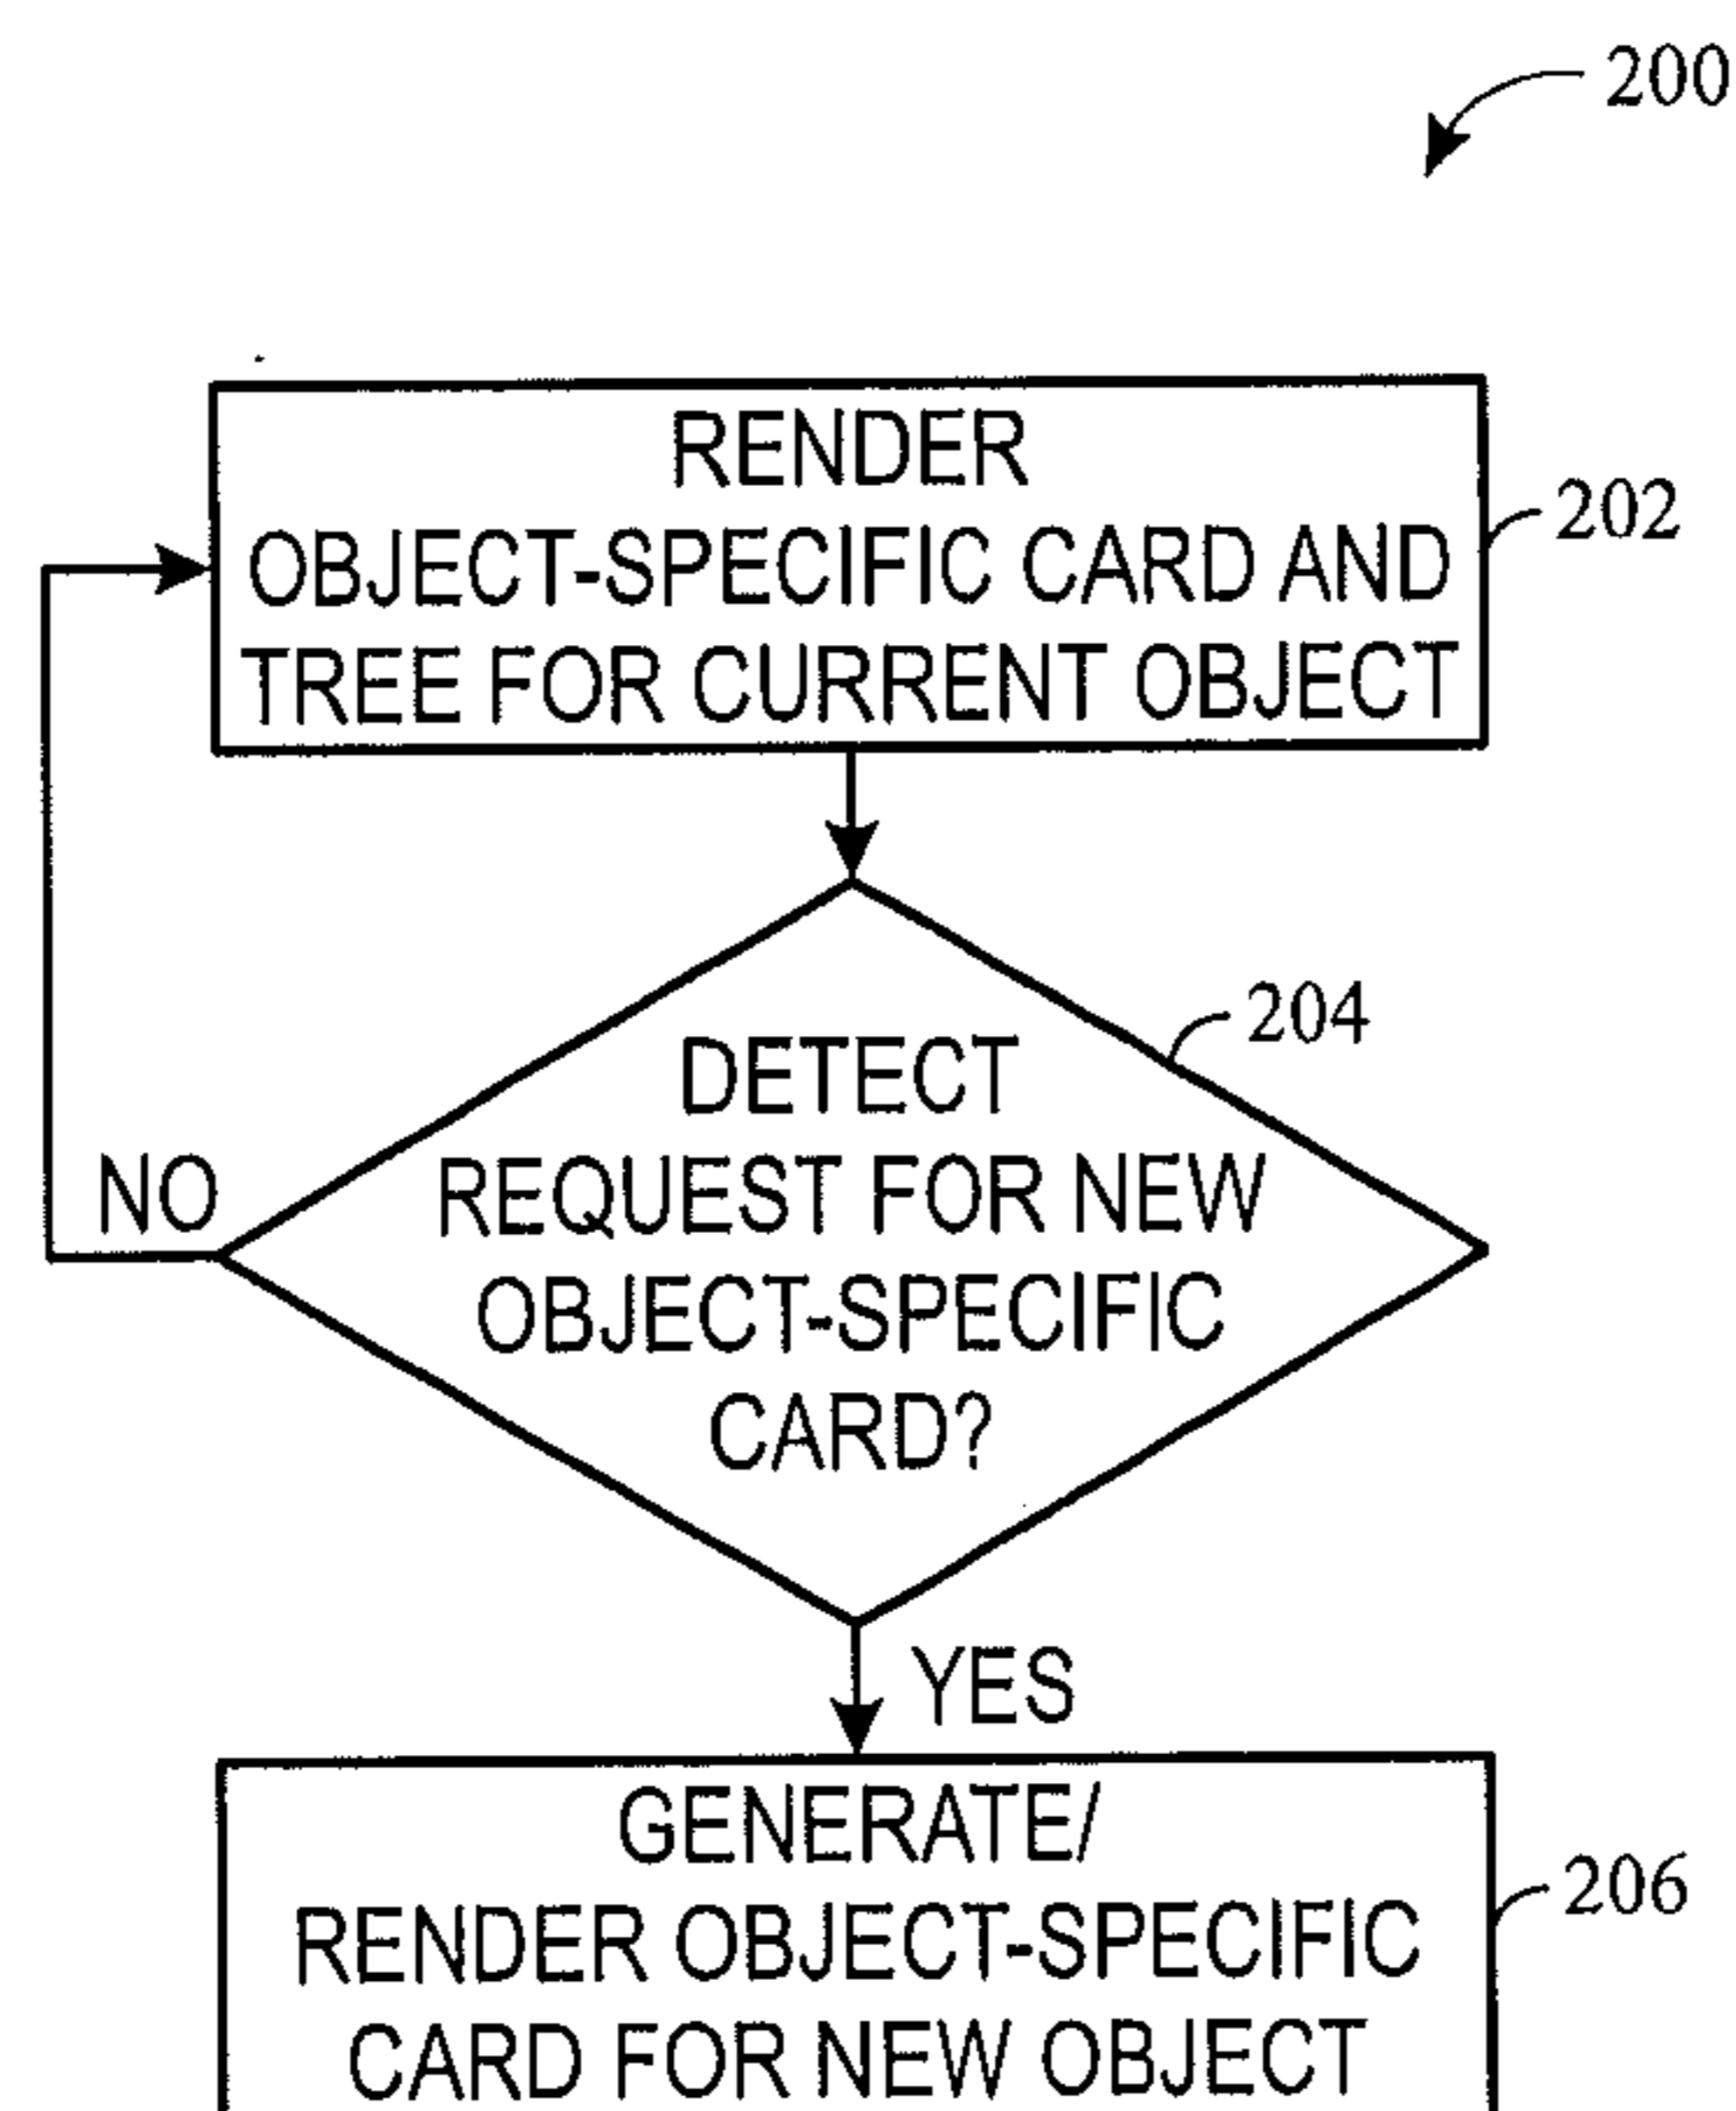 200
RENDER
OBJECT-SPECIFIC CARD AND
TREE FOR CURRENT OBJECT
202
DETECT
REQUEST FOR NEW
OBJECT-SPECIFIC
CARD?
204
NO
YES
GENERATE/
RENDER OBJECT-SPECIFIC
CARD FOR NEW OBJECT
206